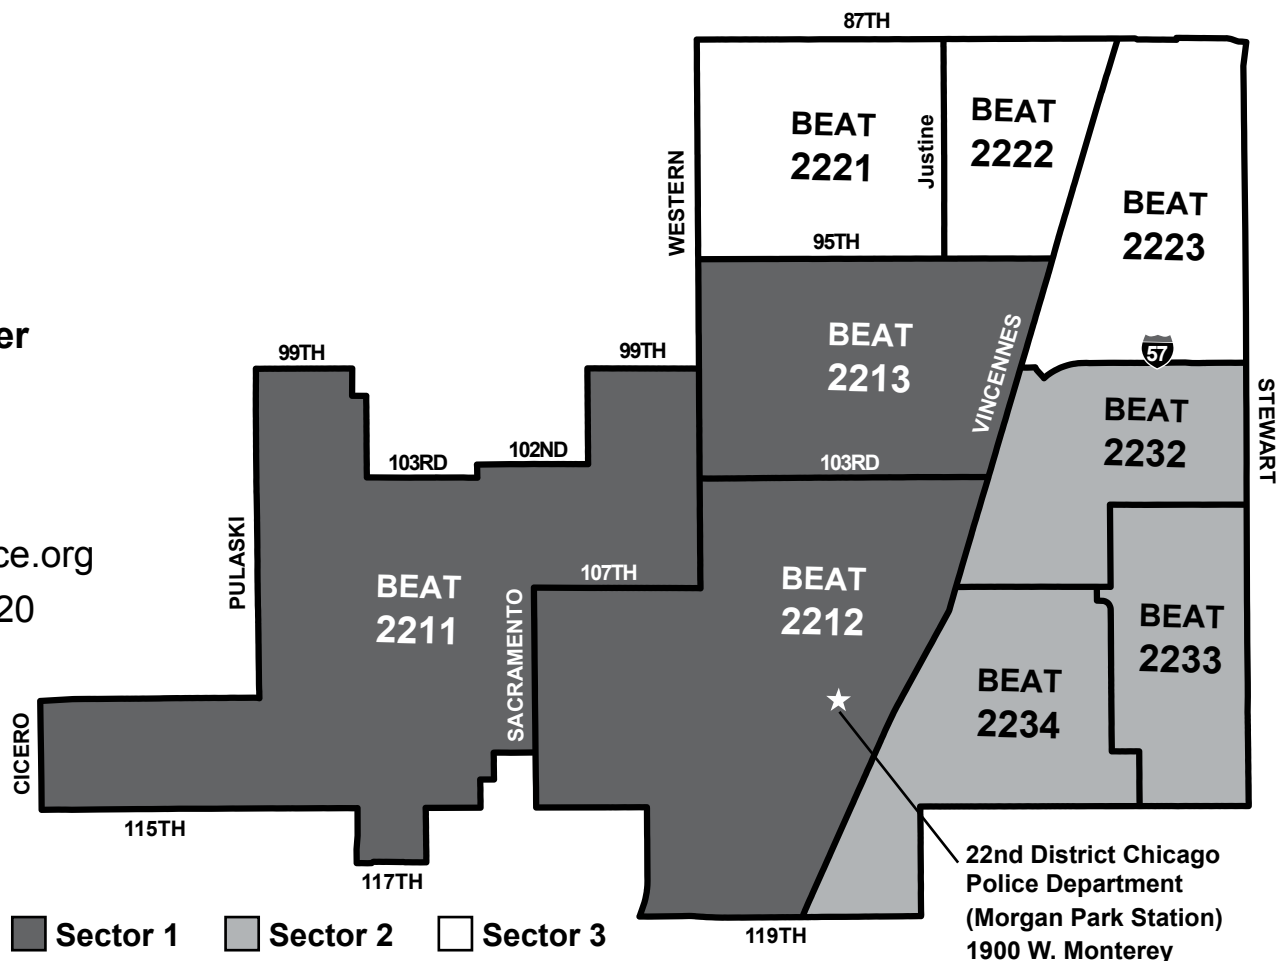 87TH
BEAT
2221
Justine
BEAT
2222
WESTERN
BEAT
2223
95TH
er
99TH
99TH
BEAT
2213
VINCENNES
57
STEWART
BEAT
2232
103RD
102ND
103RD
ce.org
20
PULASKI
BEAT
2211
107TH
SACRAMENTO
BEAT
2212
BEAT
2233
BEAT
2234
CICERO
115TH
117TH
22nd District Chicago
Police Department
(Morgan Park Station)
1900 W. Monterey
119TH
Sector 1
Sector 2
Sector 3